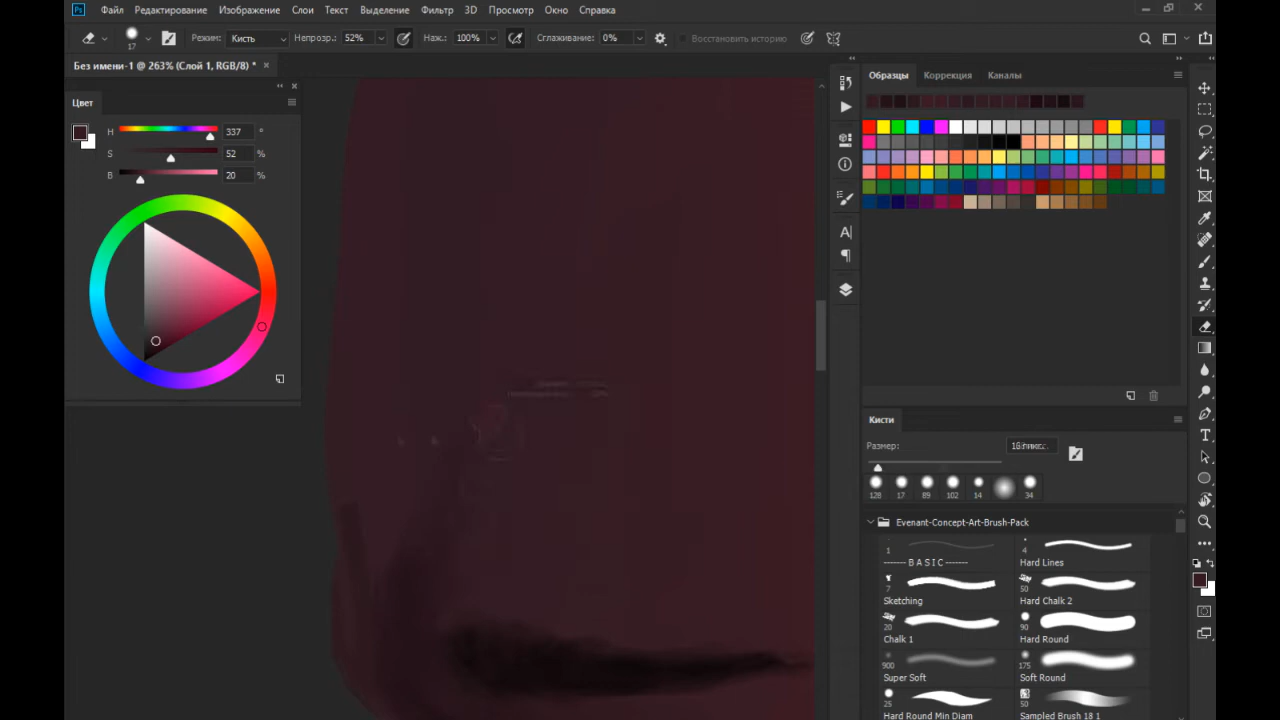 Ps Файл Редактирование Изображение Слои Текст Выделение Фильтр 3D Просмотр Окно Справка
17 Режим: Кисть Непрозр.: 52% Наж.: 100% Сглаживание: 0% Восстановить историю
Без имени-1 @ 263% (Слой 1, RGB/8) * ×
Цвет
H 337 °
S 52 %
B 20 %
Образцы Коррекция Каналы
Кисти
Размер:
128 17 89 102 14 34
Evenant-Concept-Art-Brush-Pack
1 4
------- B A S I C ------- Hard Lines
7 50
Sketching Hard Chalk 2
20 90
Chalk 1 Hard Round
900 175
Super Soft Soft Round
25 50
Hard Round Min Diam Sampled Brush 18 1